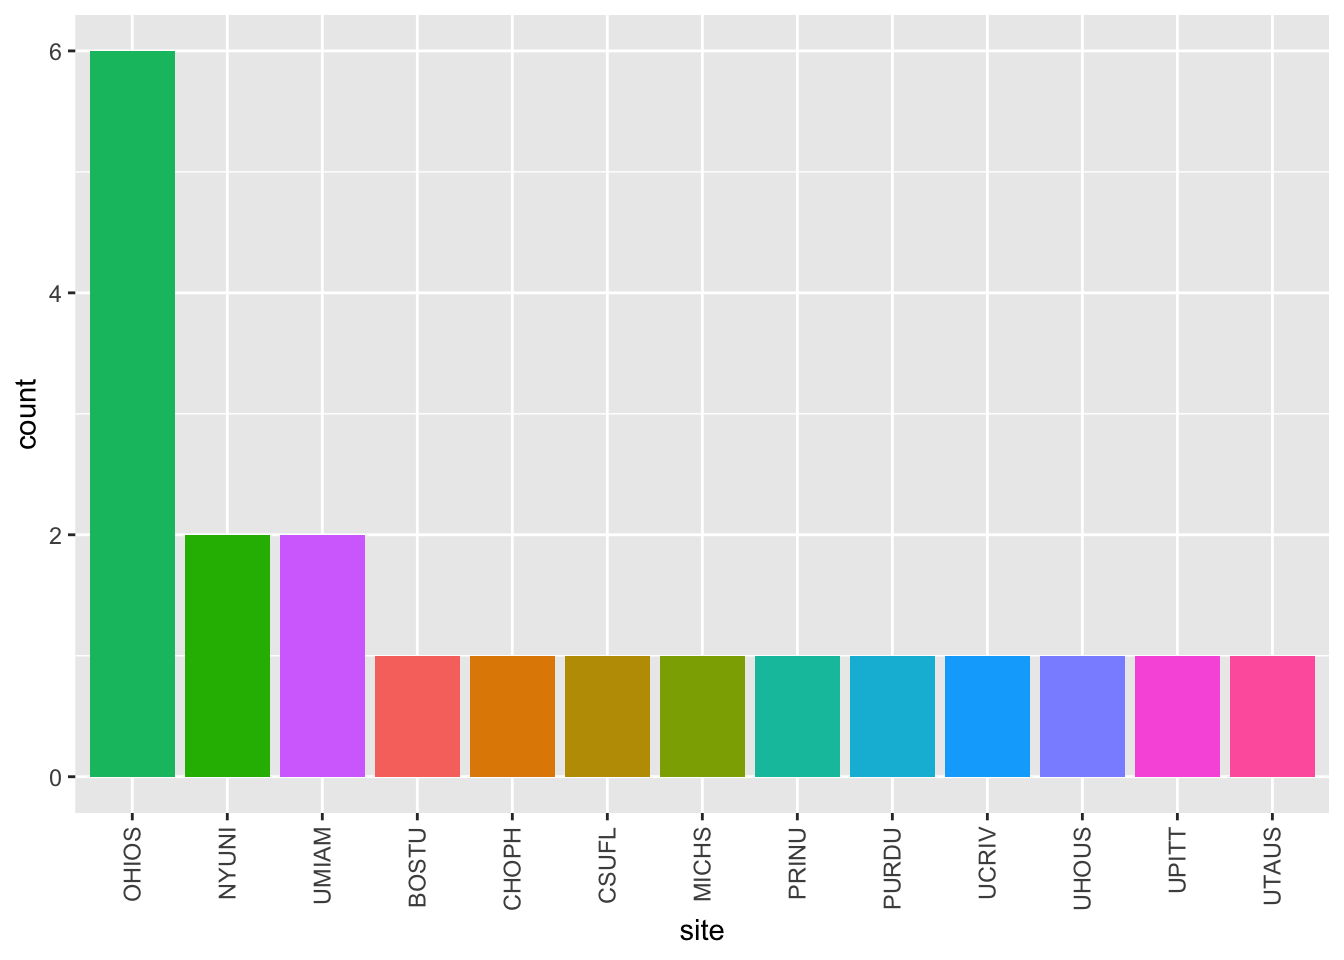 count
6
4
2
0
OHIOS
NYUNI
UMIAM
BOSTU
CHOPH
CSUFL
MICHS
PRINU
PURDU
UCRIV
UHOUS
UPITT
UTAUS
site